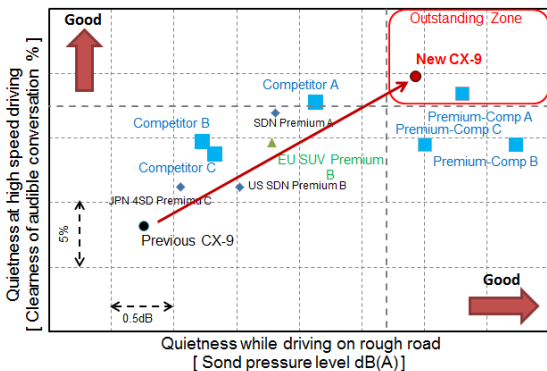 Good
Outstanding Zone
New CX-9
Competitor A
Premium-Comp A
Premium-Comp C
Competitor B
SDN Premium A
Premium-Comp B
EU SUV Premium
B
Competitor C
US SDN Premium B
JPN 4SD Premimu C
Previous CX-9
5%
0.5dB
Good
Quietness at high speed driving
[ Clearness of audible conversation % ]
Quietness while driving on rough road
[ Sond pressure level dB(A) ]